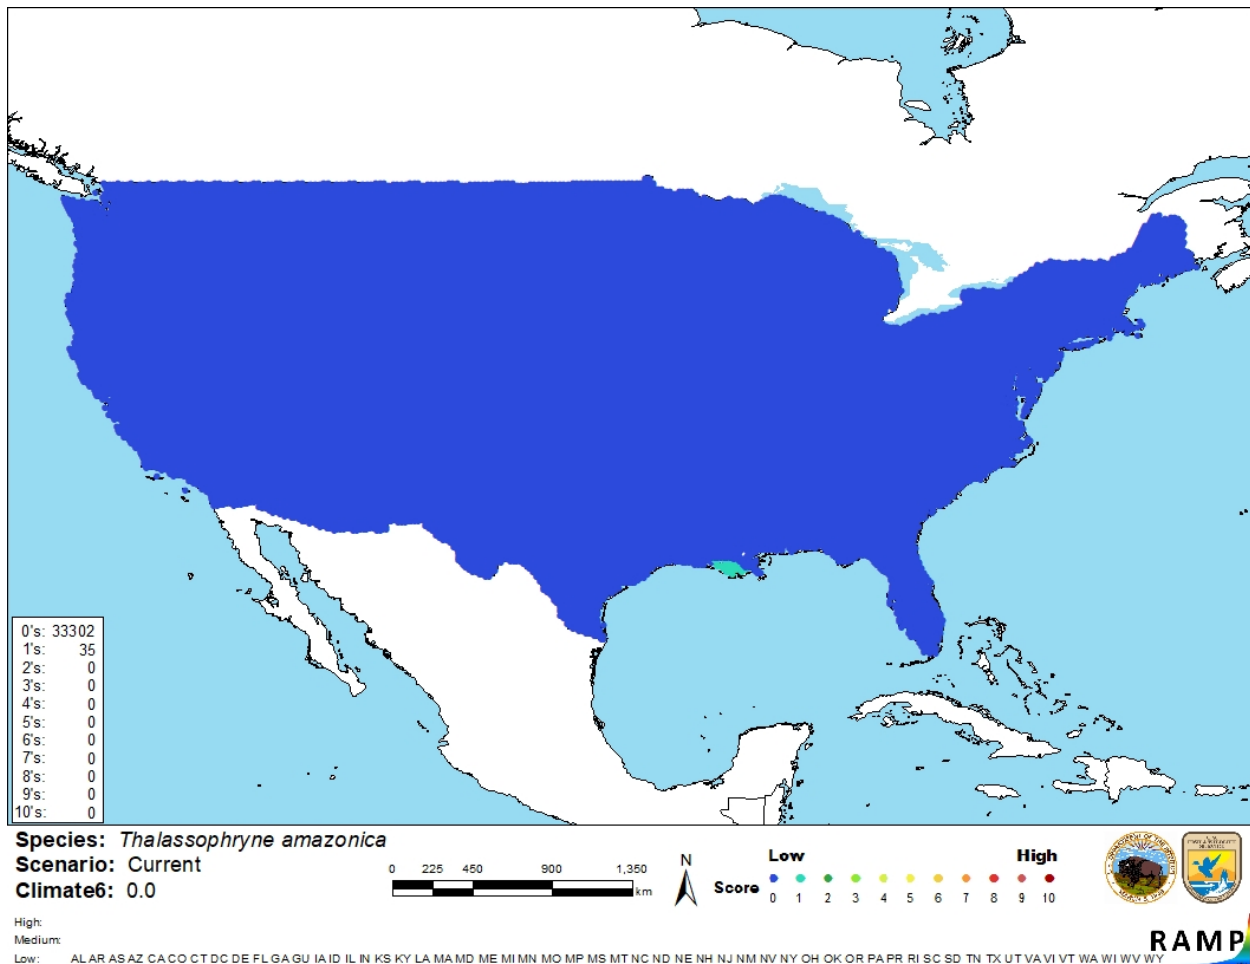 0's: 33302
1's: 35
2's: 0
3's: 0
4's: 0
5's: 0
6's: 0
7's: 0
8's: 0
9's: 0
10's: 0
Species: Thalassophryne amazonica
Scenario: Current
Climate6: 0.0
0 225 450 900 1,350
km
N
Low High
Score
0 1 2 3 4 5 6 7 8 9 10
High:
Medium:
Low: AL AR AS AZ CA CO CT DC DE FL GA GU IA ID IL IN KS KY LA MA MD ME MI MN MO MP MS MT NC ND NE NH NJ NM NV NY OH OK OR PA PR RI SC SD TN TX UT VA VI VT WA WI WV WY
RAMP